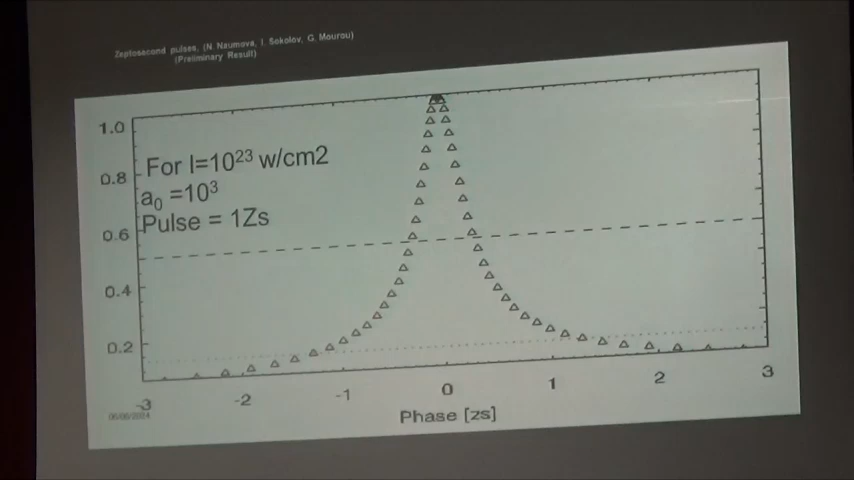 Zeptosecond pulses, (N. Naumova, I. Sokolov, G. Mourou)
(Preliminary Result)
1.0
0.8
0.6
0.4
0.2
For I=10²³ w/cm2
a₀ =10³
Pulse = 1Zs
-3 -2 -1 0 1 2 3
Phase [zs]